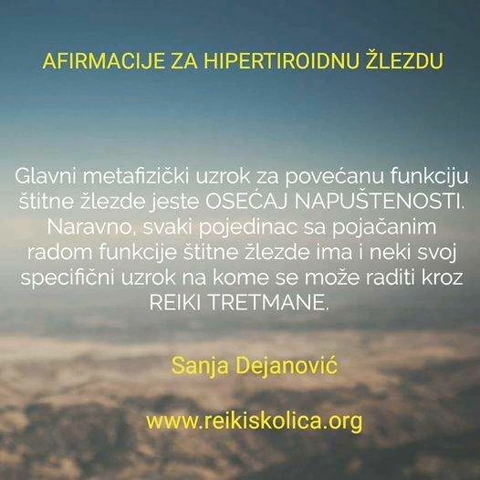 AFIRMACIJE ZA HIPERTIROIDNU ŽLEZDU
Glavni metafizički uzrok za povećanu funkciju
štitne žlezde jeste OSEĆAJ NAPUŠTENOSTI.
Naravno, svaki pojedinac sa pojačanim
radom funkcije štitne žlezde ima i neki svoj
specifični uzrok na kome se može raditi kroz
REIKI TRETMANE.
Sanja Dejanović
www.reikiskolica.org